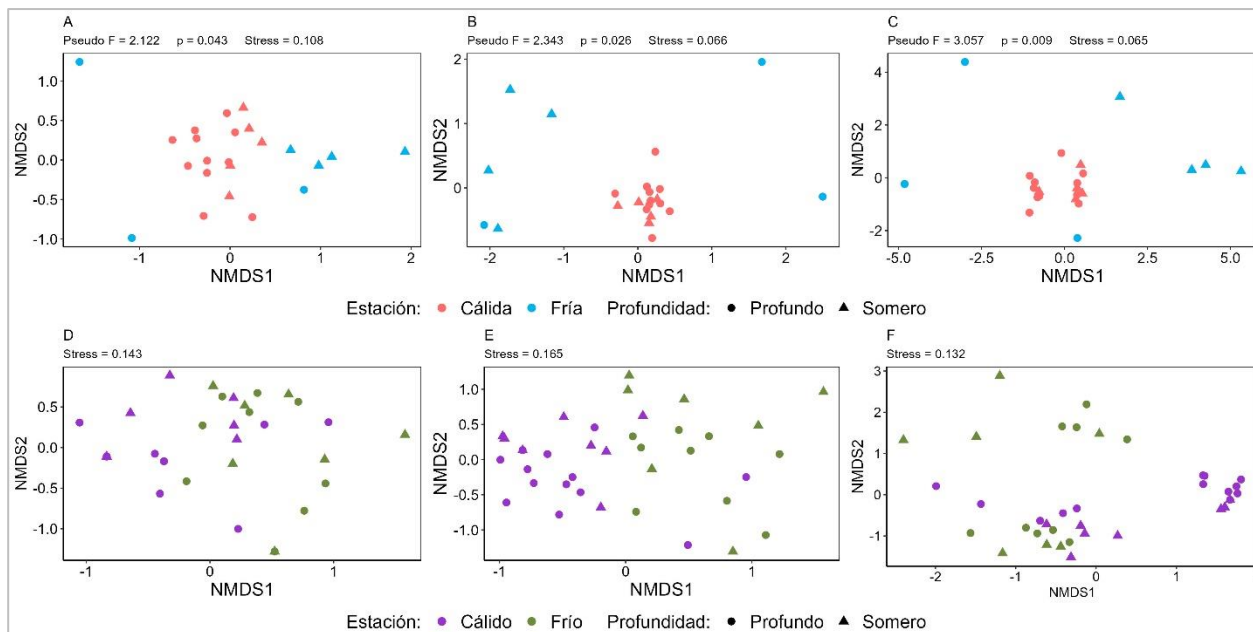 A
Pseudo F = 2.122 p = 0.043 Stress = 0.108
NMDS2
1.0
0.5
0.0
-0.5
-1.0
-1 0 1 2
NMDS1
B
Pseudo F = 2.343 p = 0.026 Stress = 0.066
NMDS2
2
0
-2 -1 0 1 2
NMDS1
C
Pseudo F = 3.057 p = 0.009 Stress = 0.065
NMDS2
4
2
0
-2
-5.0 -2.5 0.0 2.5 5.0
NMDS1
Estación: Cálida Fría Profundidad: Profundo Somero
D
Stress = 0.143
NMDS2
0.5
0.0
-0.5
-1.0
-1 0 1
NMDS1
E
Stress = 0.165
NMDS2
1.0
0.5
0.0
-0.5
-1.0
-1 0 1
NMDS1
F
Stress = 0.132
NMDS2
3
2
1
0
-1
-2 -1 0 1
NMDS1
Estación: Cálido Frío Profundidad: Profundo Somero